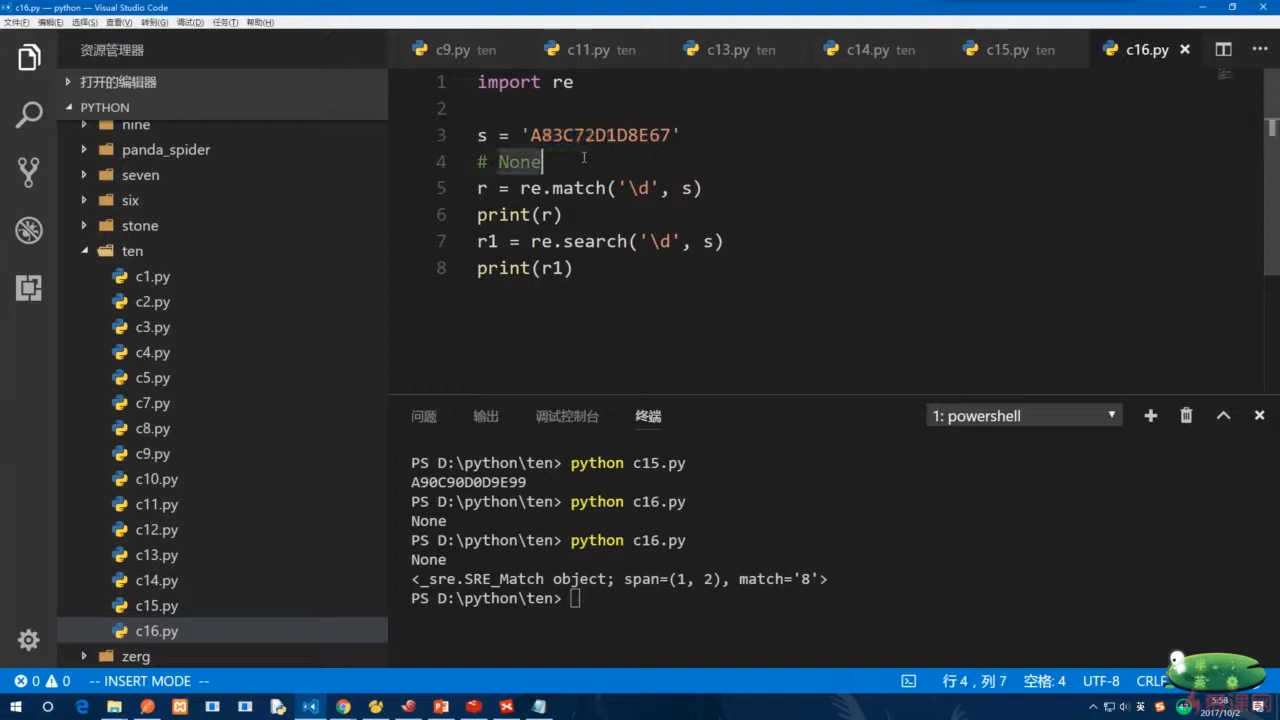 c16.py — python — Visual Studio Code
文件(F) 编辑(E) 选择(S) 查看(V) 转到(G) 调试(D) 任务(T) 帮助(H)
资源管理器
打开的编辑器
PYTHON
nine
panda_spider
seven
six
stone
ten
c1.py
c2.py
c3.py
c4.py
c5.py
c7.py
c8.py
c9.py
c10.py
c11.py
c12.py
c13.py
c14.py
c15.py
c16.py
zerg
c9.py ten c11.py ten c13.py ten c14.py ten c15.py ten c16.py
1 import re
2
3 s = 'A83C72D1D8E67'
4 # None
5 r = re.match('\d', s)
6 print(r)
7 r1 = re.search('\d', s)
8 print(r1)
问题 输出 调试控制台 终端 1: powershell
PS D:\python\ten> python c15.py
A90C90D0D9E99
PS D:\python\ten> python c16.py
None
PS D:\python\ten> python c16.py
None
<_sre.SRE_Match object; span=(1, 2), match='8'>
PS D:\python\ten>
0 0 -- INSERT MODE -- 行 4，列 7 空格: 4 UTF-8 CRLF
英 5:58
2017/10/2